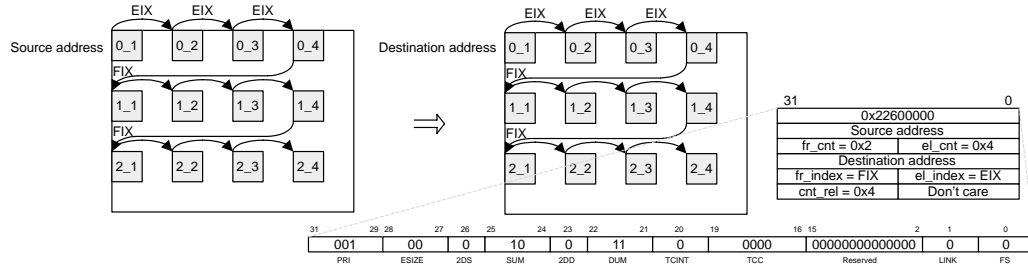 EIX EIX EIX
Source address
0_1 0_2 0_3 0_4
FIX
1_1 1_2 1_3 1_4
FIX
2_1 2_2 2_3 2_4
EIX EIX EIX
Destination address
0_1 0_2 0_3 0_4
FIX
1_1 1_2 1_3 1_4
FIX
2_1 2_2 2_3 2_4
31 0
0x22600000
Source address
fr_cnt = 0x2 el_cnt = 0x4
Destination address
fr_index = FIX el_index = EIX
cnt_rel = 0x4 Don't care
31 29 28 27 26 25 24 23 22 21 20 19 16 15 2 1 0
001 00 0 10 0 11 0 0000 00000000000000 0 0
PRI ESIZE 2DS SUM 2DD DUM TCINT TCC Reserved LINK FS